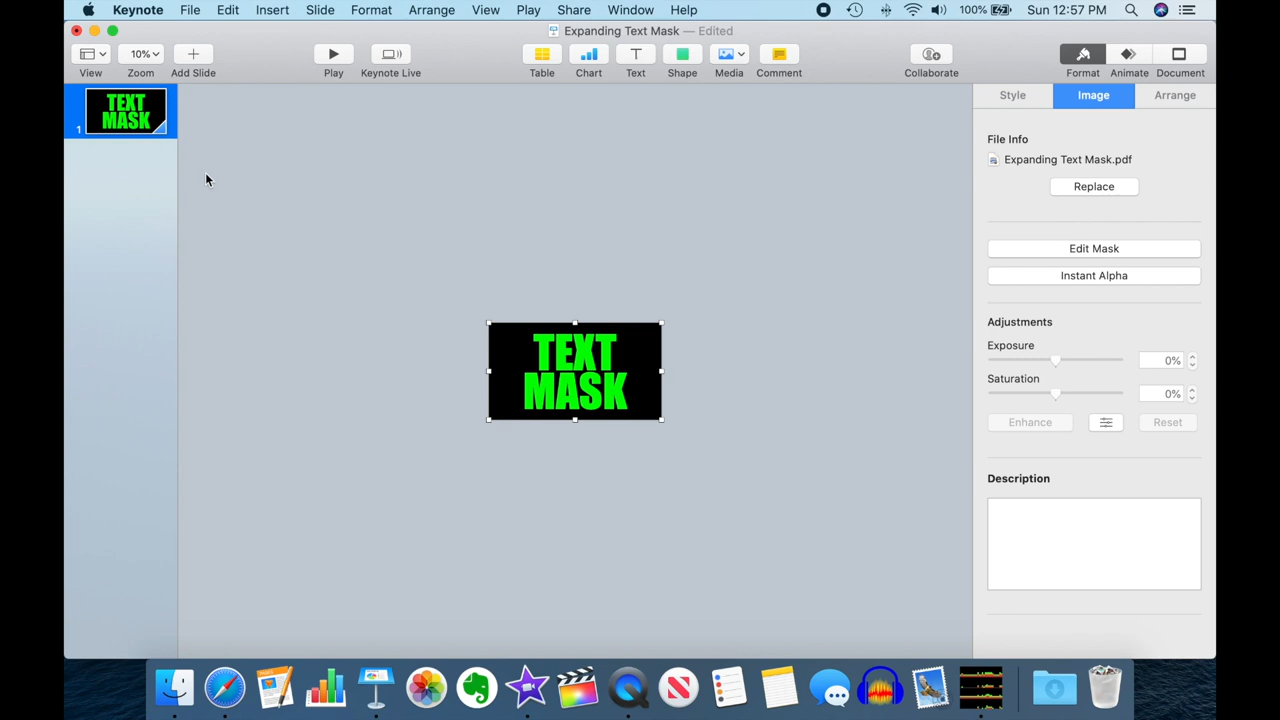 Keynote File Edit Insert Slide Format Arrange View Play Share Window Help 100% Sun 12:57 PM
Expanding Text Mask — Edited
10%
View Zoom Add Slide Play Keynote Live Table Chart Text Shape Media Comment Collaborate Format Animate Document
TEXT
MASK
1
Style Image Arrange
File Info
Expanding Text Mask.pdf
Replace
Edit Mask
Instant Alpha
TEXT
MASK
Adjustments
Exposure
0%
Saturation
0%
Enhance Reset
Description